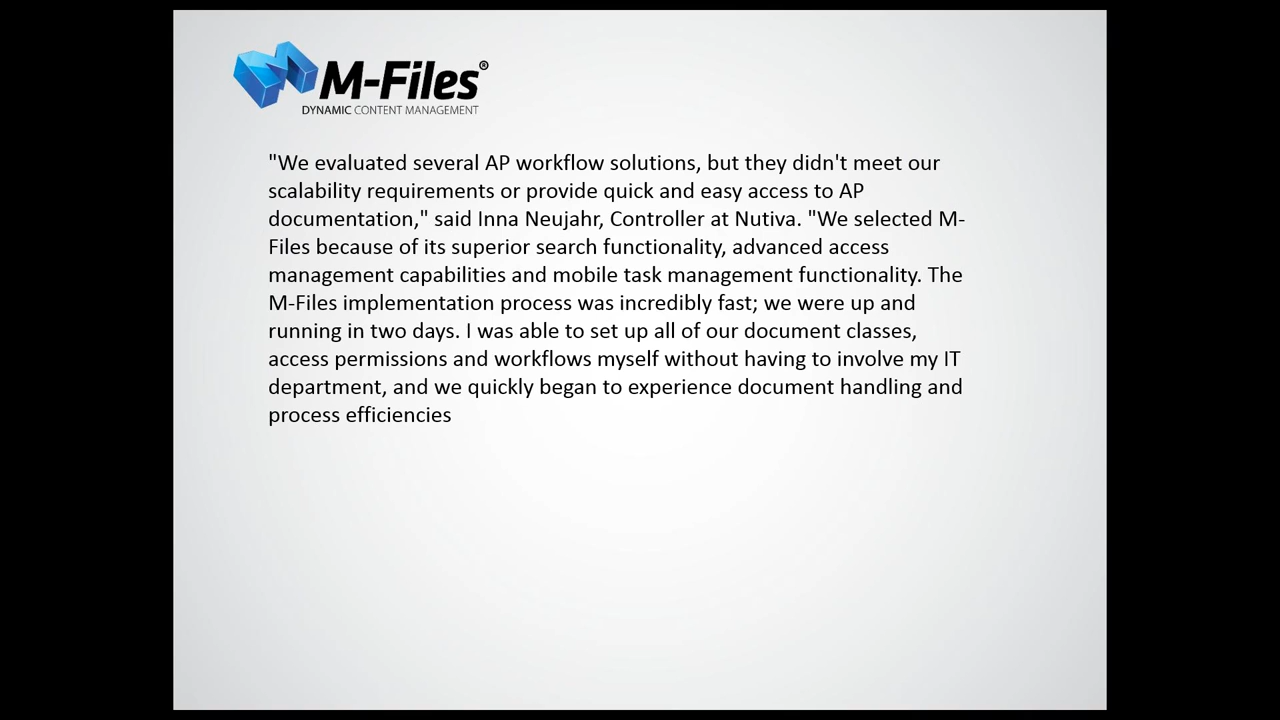 M-Files®
DYNAMIC CONTENT MANAGEMENT
"We evaluated several AP workflow solutions, but they didn't meet our
scalability requirements or provide quick and easy access to AP
documentation," said Inna Neujahr, Controller at Nutiva. "We selected M-
Files because of its superior search functionality, advanced access
management capabilities and mobile task management functionality. The
M-Files implementation process was incredibly fast; we were up and
running in two days. I was able to set up all of our document classes,
access permissions and workflows myself without having to involve my IT
department, and we quickly began to experience document handling and
process efficiencies